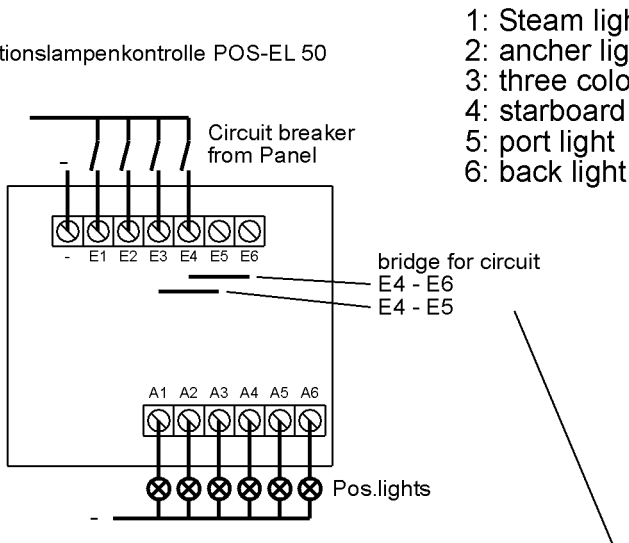 tionslampenkontrolle POS-EL 50
1: Steam ligh
2: ancher lig
3: three colo
4: starboard
5: port light
6: back light
Circuit breaker
from Panel
-
- E1 E2 E3 E4 E5 E6
bridge for circuit
E4 - E6
E4 - E5
A1 A2 A3 A4 A5 A6
Pos.lights
-